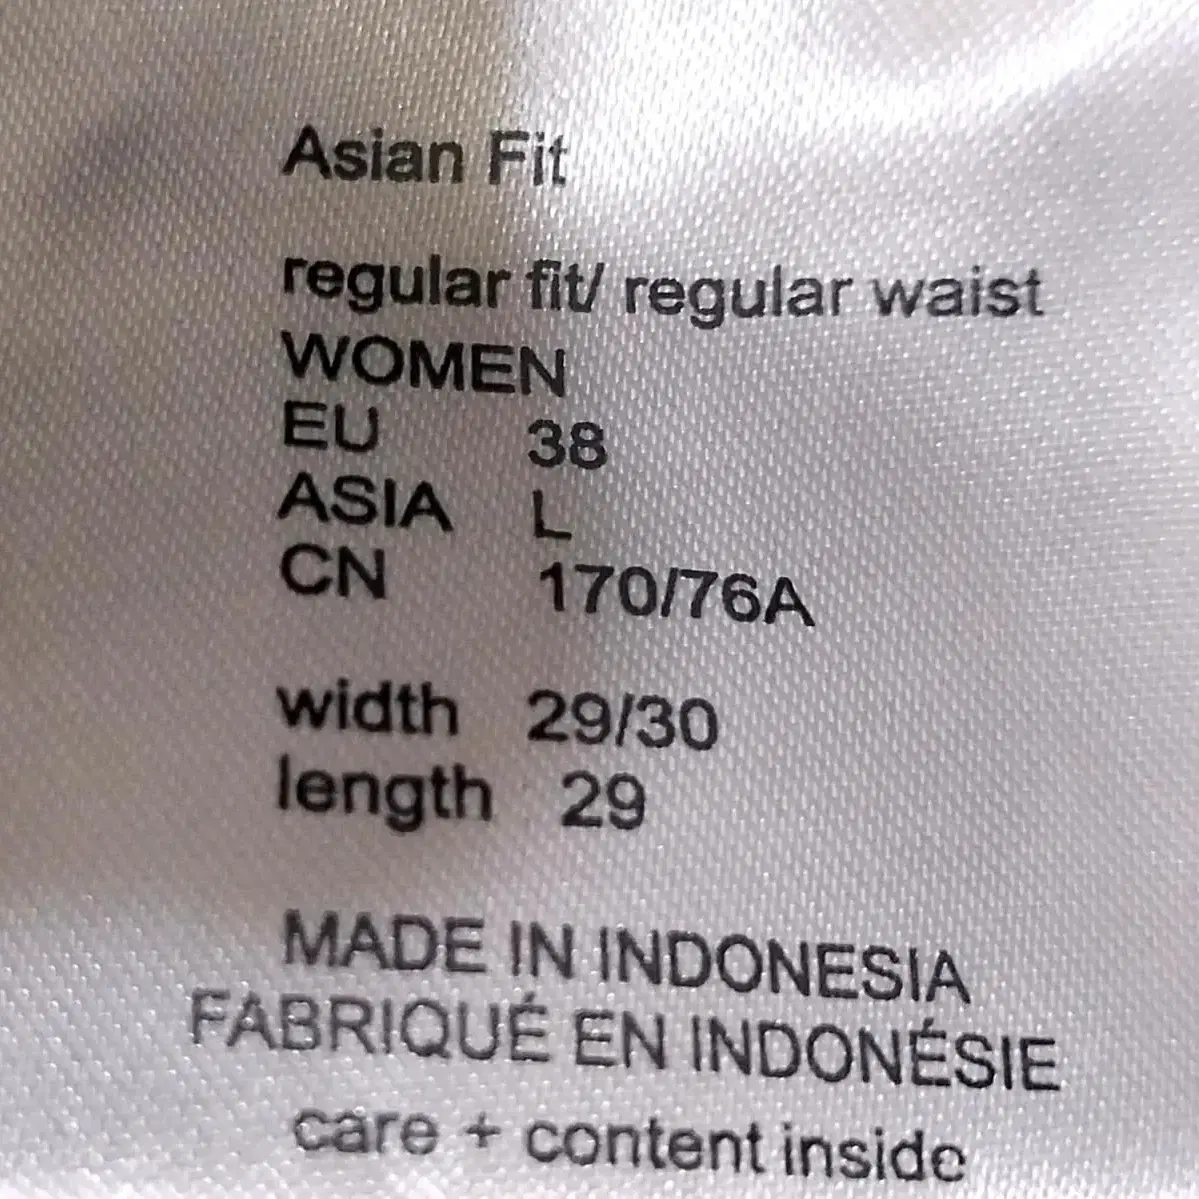 Asian Fit
regular fit/ regular waist
WOMEN
EU 38
ASIA L
CN 170/76A
width 29/30
length 29
MADE IN INDONESIA
FABRIQUÉ EN INDONÉSIE
care + content inside